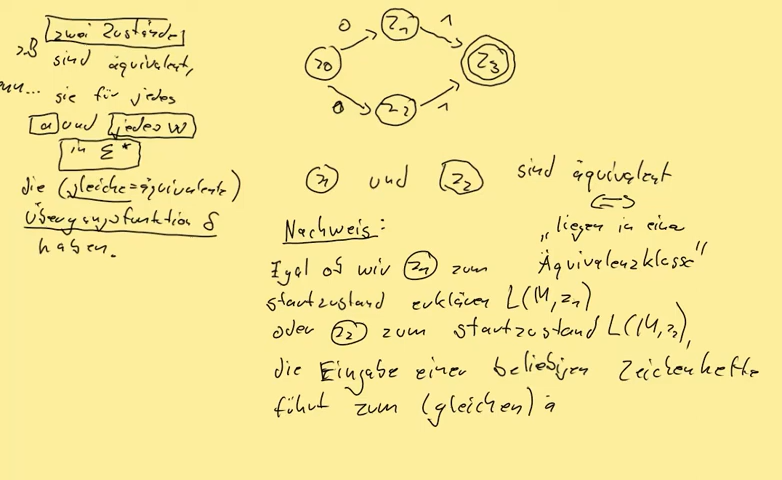 zwei Zustände
z.B
sind äquivalent,
wenn... sie für jedes
a und jedes W
in Σ*
die (gleiche=äquivalente)
Übergangsfunktion δ
haben.
0 z1 1
z0 z3
0 z2 1
z1 und z2 sind äquivalent
⟺
Nachweis: „liegen in einer
Äquivalenzklasse"
Egal ob wir z1 zum
startzustand erklären L(M,z1)
oder z2 zum startzustand L(M,z2),
die Eingabe einer beliebigen Zeichenkette
führt zum (gleichen) ä